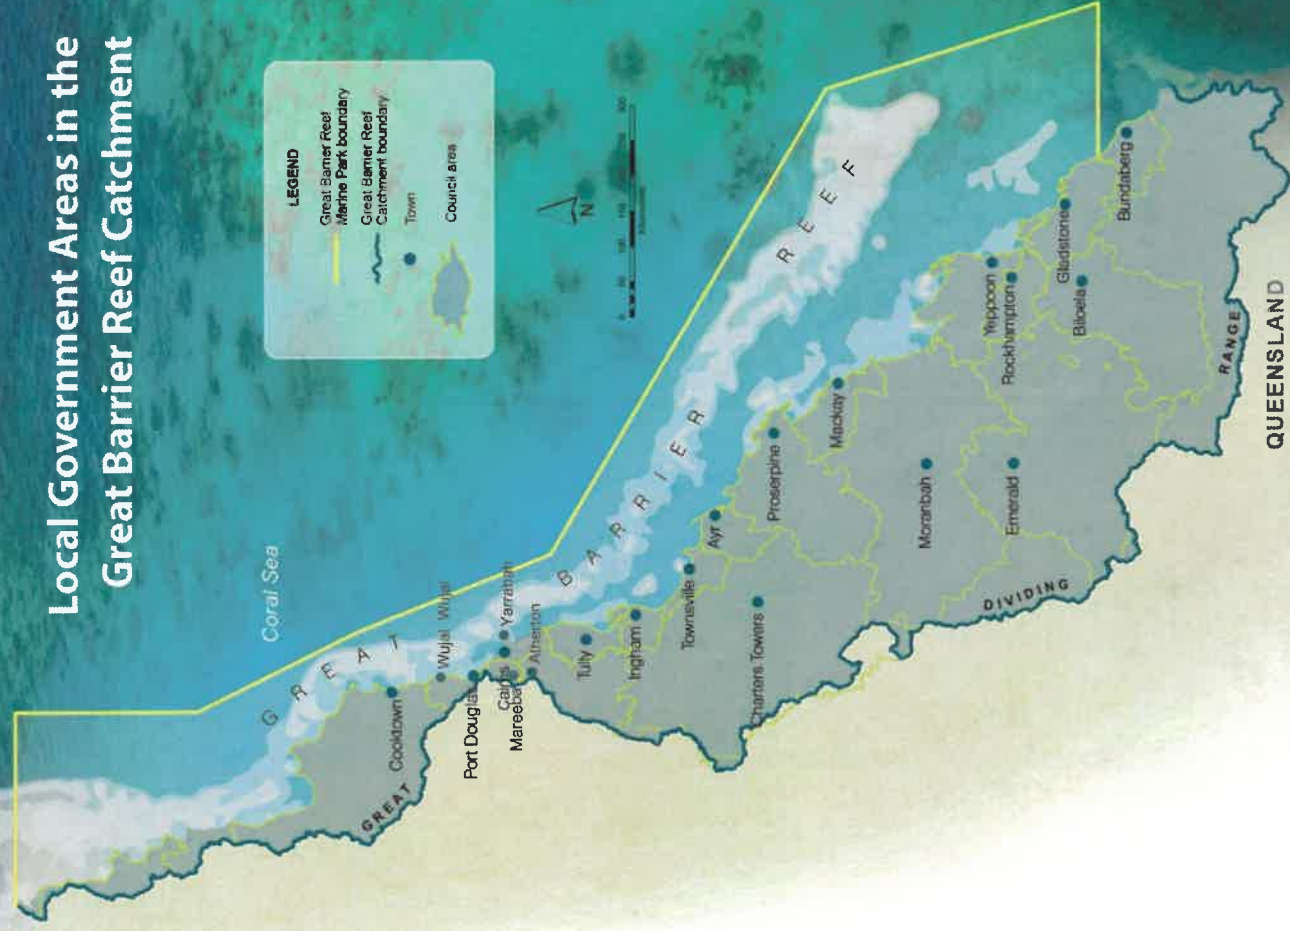 Local Government Areas in the
Great Barrier Reef Catchment
LEGEND
Great Barrier Reef
Marine Park boundary
Great Barrier Reef
Catchment boundary
Town
Council area
N
Coral Sea
GREAT BARRIER REEF
Cooktown
Wujal Wujal
Port Douglas
Cairns
Yarrabah
Mareeba
Atherton
Tully
Ingham
Townsville
Charters Towers
Ayr
Proserpine
Mackay
Moranbah
Emerald
Yeppoon
Rockhampton
Gladstone
Biloela
Bundaberg
GREAT
DIVIDING
RANGE
QUEENSLAND